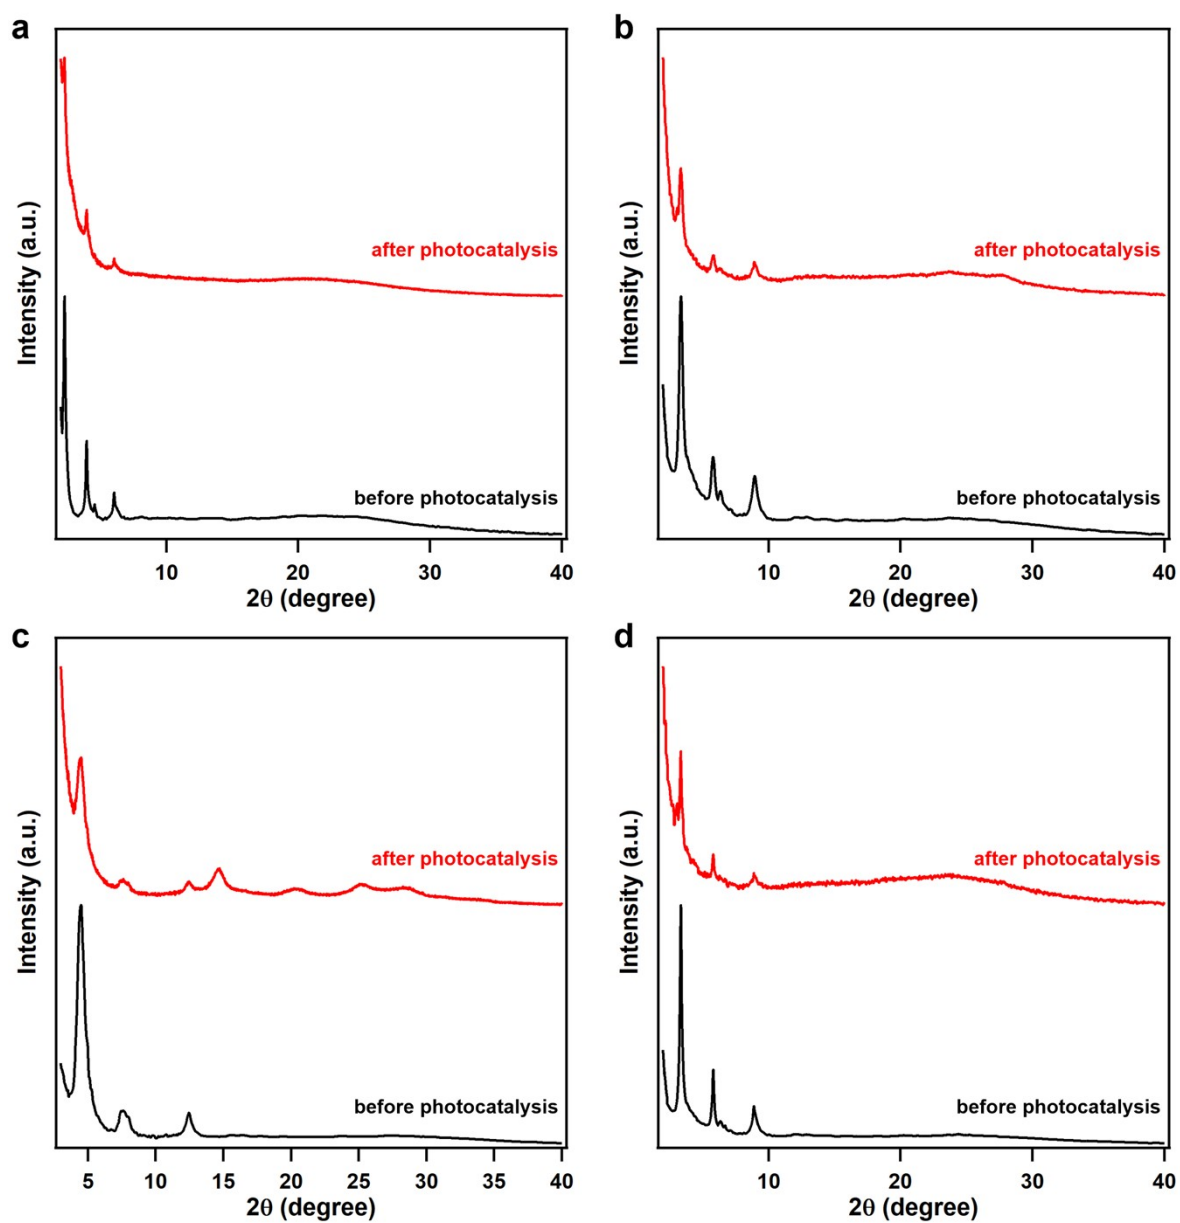 a
Intensity (a.u.)
after photocatalysis
before photocatalysis
10 20 30 40
2θ (degree)
b
Intensity (a.u.)
after photocatalysis
before photocatalysis
10 20 30 40
2θ (degree)
c
Intensity (a.u.)
after photocatalysis
before photocatalysis
5 10 15 20 25 30 35 40
2θ (degree)
d
Intensity (a.u.)
after photocatalysis
before photocatalysis
10 20 30 40
2θ (degree)